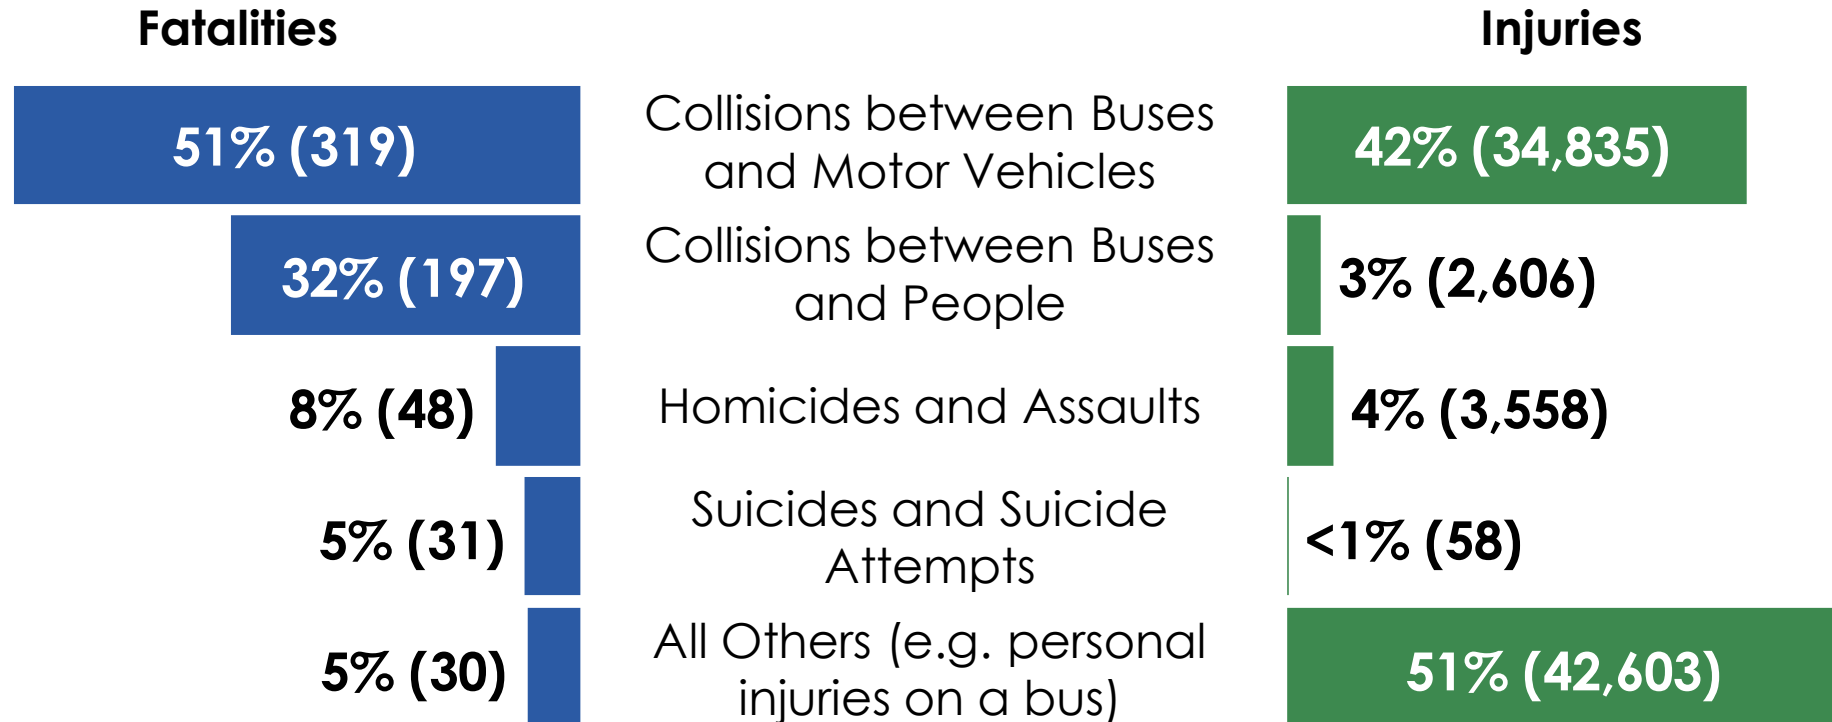 Fatalities
Injuries
51% (319)
Collisions between Buses
and Motor Vehicles
42% (34,835)
32% (197)
Collisions between Buses
and People
3% (2,606)
8% (48)
Homicides and Assaults
4% (3,558)
5% (31)
Suicides and Suicide
Attempts
<1% (58)
5% (30)
All Others (e.g. personal
injuries on a bus)
51% (42,603)